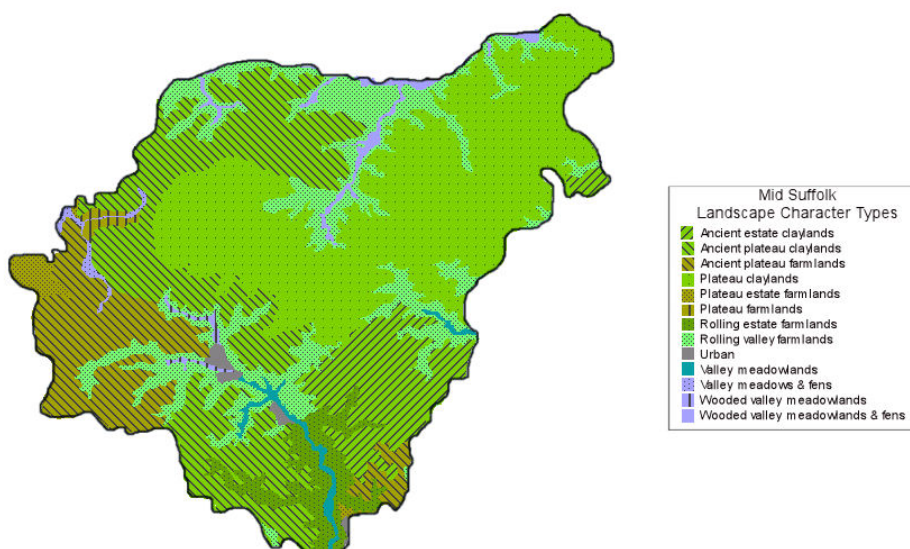 Mid Suffolk
Landscape Character Types
Ancient estate claylands
Ancient plateau claylands
Ancient plateau farmlands
Plateau claylands
Plateau estate farmlands
Plateau farmlands
Rolling estate farmlands
Rolling valley farmlands
Urban
Valley meadowlands
Valley meadows & fens
Wooded valley meadowlands
Wooded valley meadowlands & fens